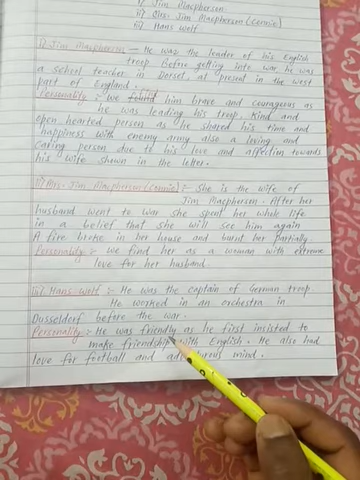 i) Jim Macpherson
ii) Mrs. Jim Macpherson (Connie)
iii) Hans Wolf
i) Jim Macpherson — He was the leader of his English
troop Before getting into war he was
a school teacher in Dorset, at present in the west
part of England.
Personality :- We found him brave and courageous as
he was leading his troop. Kind and
open hearted person as he shared his time and
happiness with enemy army also a loving and
caring person due to his love and affection towards
his wife shown in the letter.
ii) Mrs. Jim Macpherson (Connie) :- She is the wife of
Jim Macpherson. After her
husband went to war she spent her whole life
in a belief that she will see him again
A fire broke in her house and burnt her partially
Personality :- We find her as a woman with extreme
love for her husband.
iii) Hans Wolf :- He was the captain of German troop.
He worked in an orchestra in
Dusseldorf before the war.
Personality :- He was friendly as he first insisted to
make friendship with English. He also had
love for football and adventurous mind.